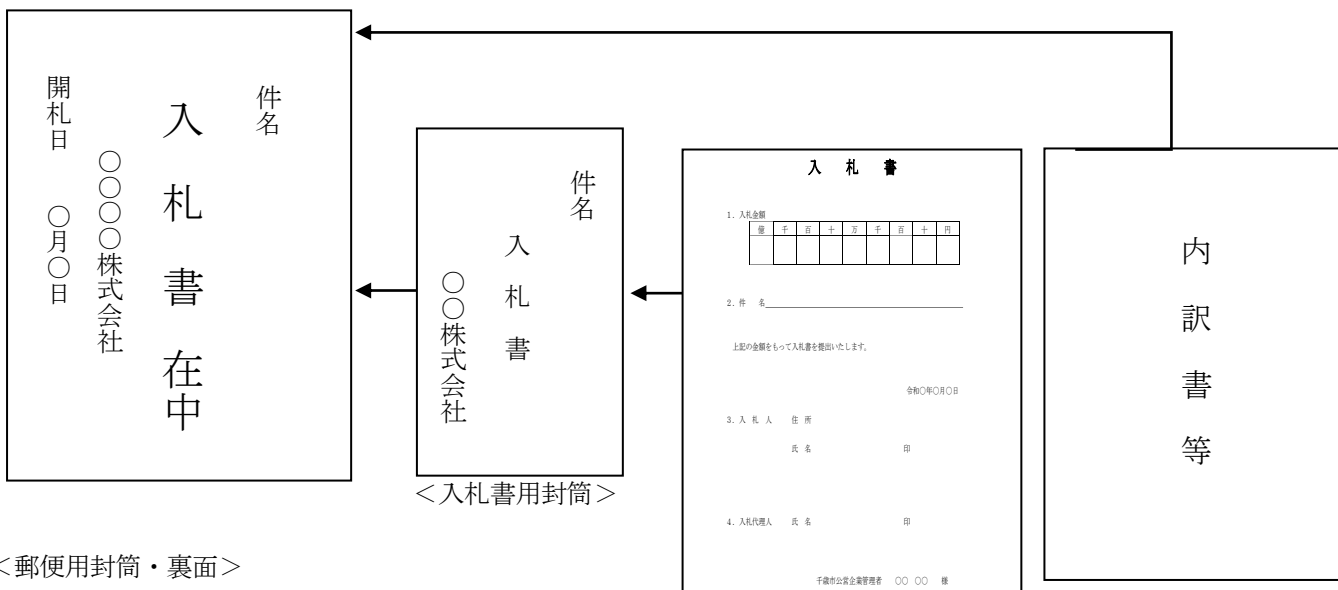 件名
入札書在中
○○○○株式会社
開札日　○月○日
件名
入札書
○○株式会社
＜入札書用封筒＞
入札書
1．入札金額
億 千 百 十 万 千 百 十 円
2．件　名
上記の金額をもって入札書を提出いたします。
令和○年○月○日
3．入 札 人　住 所
氏 名　印
4．入札代理人　氏 名　印
千歳市公営企業管理者　○○ ○○　様
内訳書等
＜郵便用封筒・裏面＞